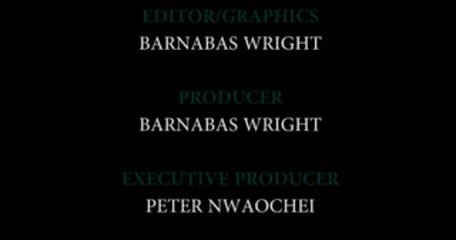 EDITOR/GRAPHICS
BARNABAS WRIGHT
PRODUCER
BARNABAS WRIGHT
EXECUTIVE PRODUCER
PETER NWAOCHEI